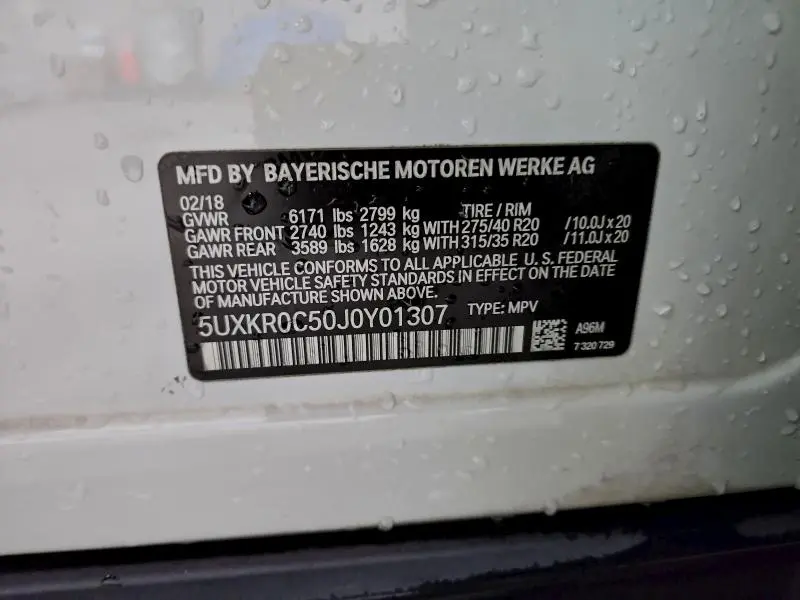 MFD BY BAYERISCHE MOTOREN WERKE AG
02/18 TIRE / RIM
GVWR 6171 lbs 2799 kg
GAWR FRONT 2740 lbs 1243 kg WITH 275/40 R20 /10.0J x 20
GAWR REAR 3589 lbs 1628 kg WITH 315/35 R20 /11.0J x 20
THIS VEHICLE CONFORMS TO ALL APPLICABLE U. S. FEDERAL
MOTOR VEHICLE SAFETY STANDARDS IN EFFECT ON THE DATE
OF MANUFACTURE SHOWN ABOVE.
5UXKR0C50J0Y01307 TYPE: MPV
A96M
7 320 729